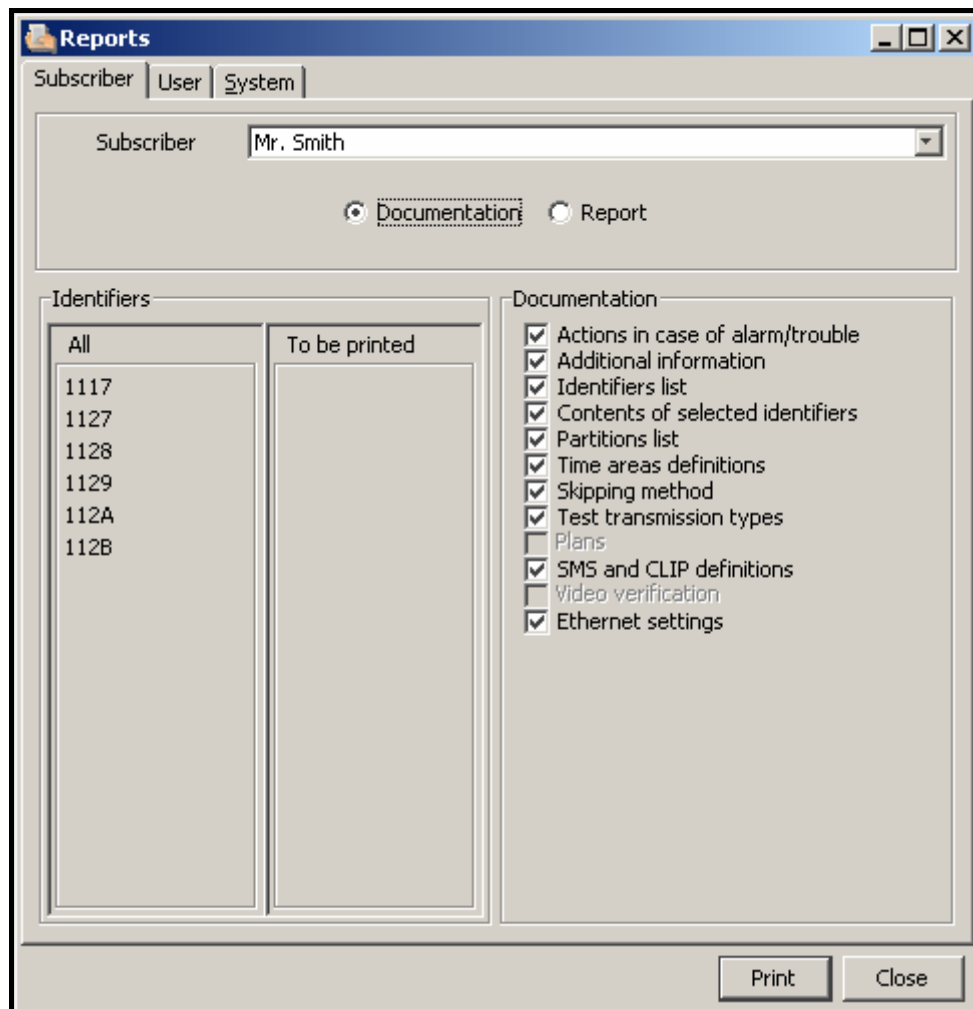 Reports
Subscriber User System
Subscriber Mr. Smith
Documentation Report
Identifiers
All To be printed
1117
1127
1128
1129
112A
112B
Documentation
Actions in case of alarm/trouble
Additional information
Identifiers list
Contents of selected identifiers
Partitions list
Time areas definitions
Skipping method
Test transmission types
Plans
SMS and CLIP definitions
Video verification
Ethernet settings
Print Close